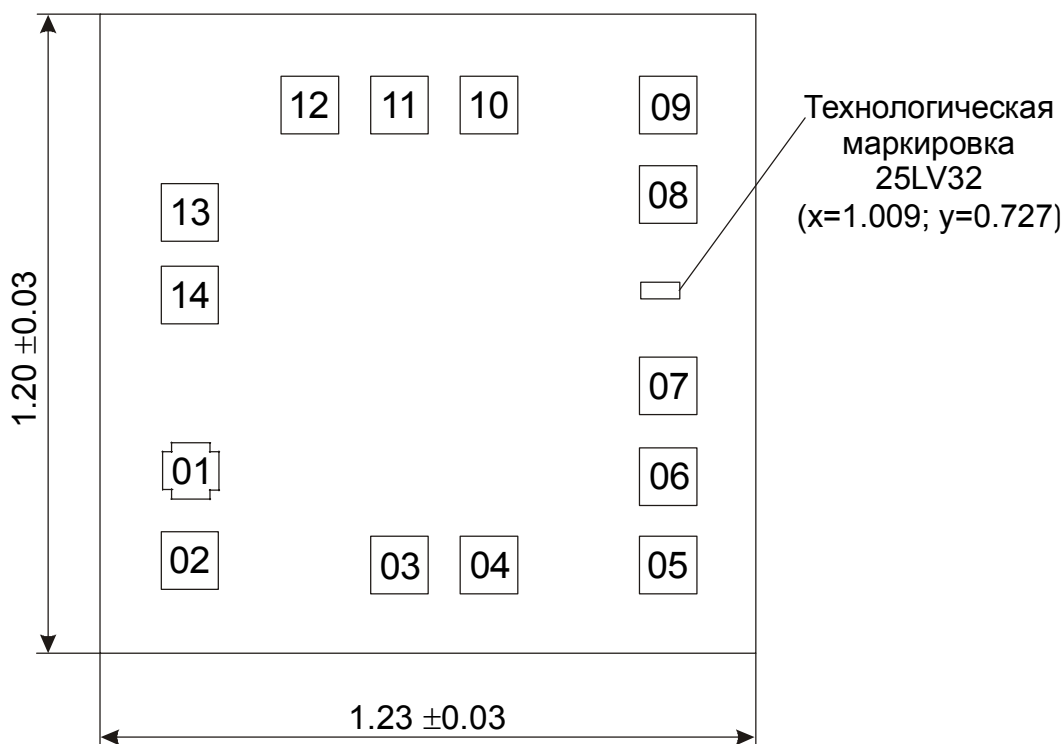 12 11 10 09
Технологическая
маркировка
25LV32
(x=1.009; y=0.727)
08
13
14
1.20 ±0.03
07
01
06
02 03 04 05
1.23 ±0.03